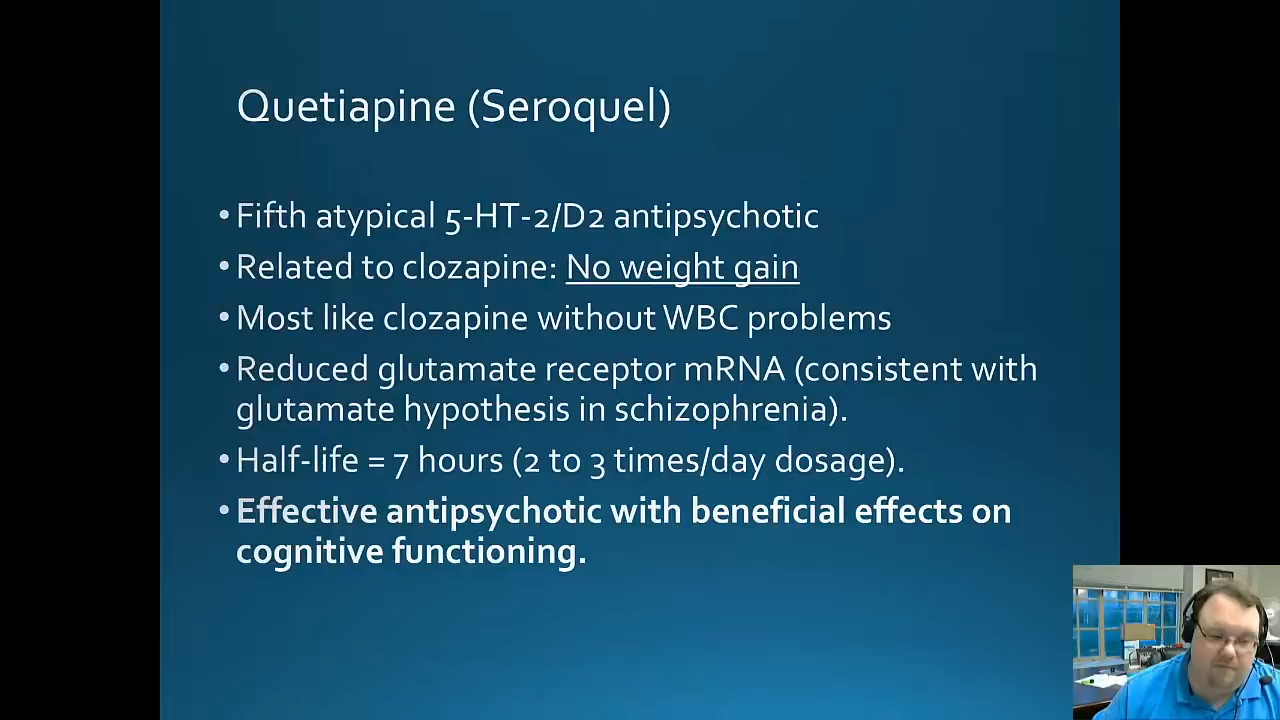 Quetiapine (Seroquel)
•Fifth atypical 5-HT-2/D2 antipsychotic
•Related to clozapine: No weight gain
•Most like clozapine without WBC problems
•Reduced glutamate receptor mRNA (consistent with
glutamate hypothesis in schizophrenia).
•Half-life = 7 hours (2 to 3 times/day dosage).
•Effective antipsychotic with beneficial effects on
cognitive functioning.